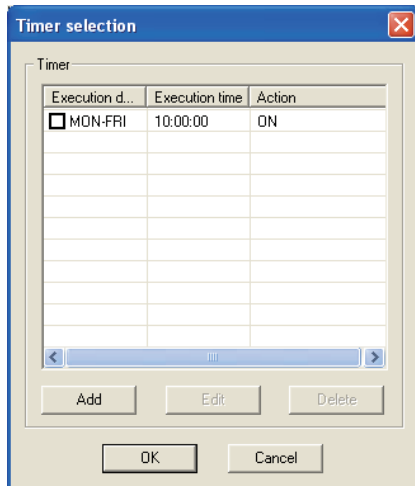 Timer selection
Timer
Execution d... Execution time Action
MON-FRI 10:00:00 ON
Add Edit Delete
OK Cancel